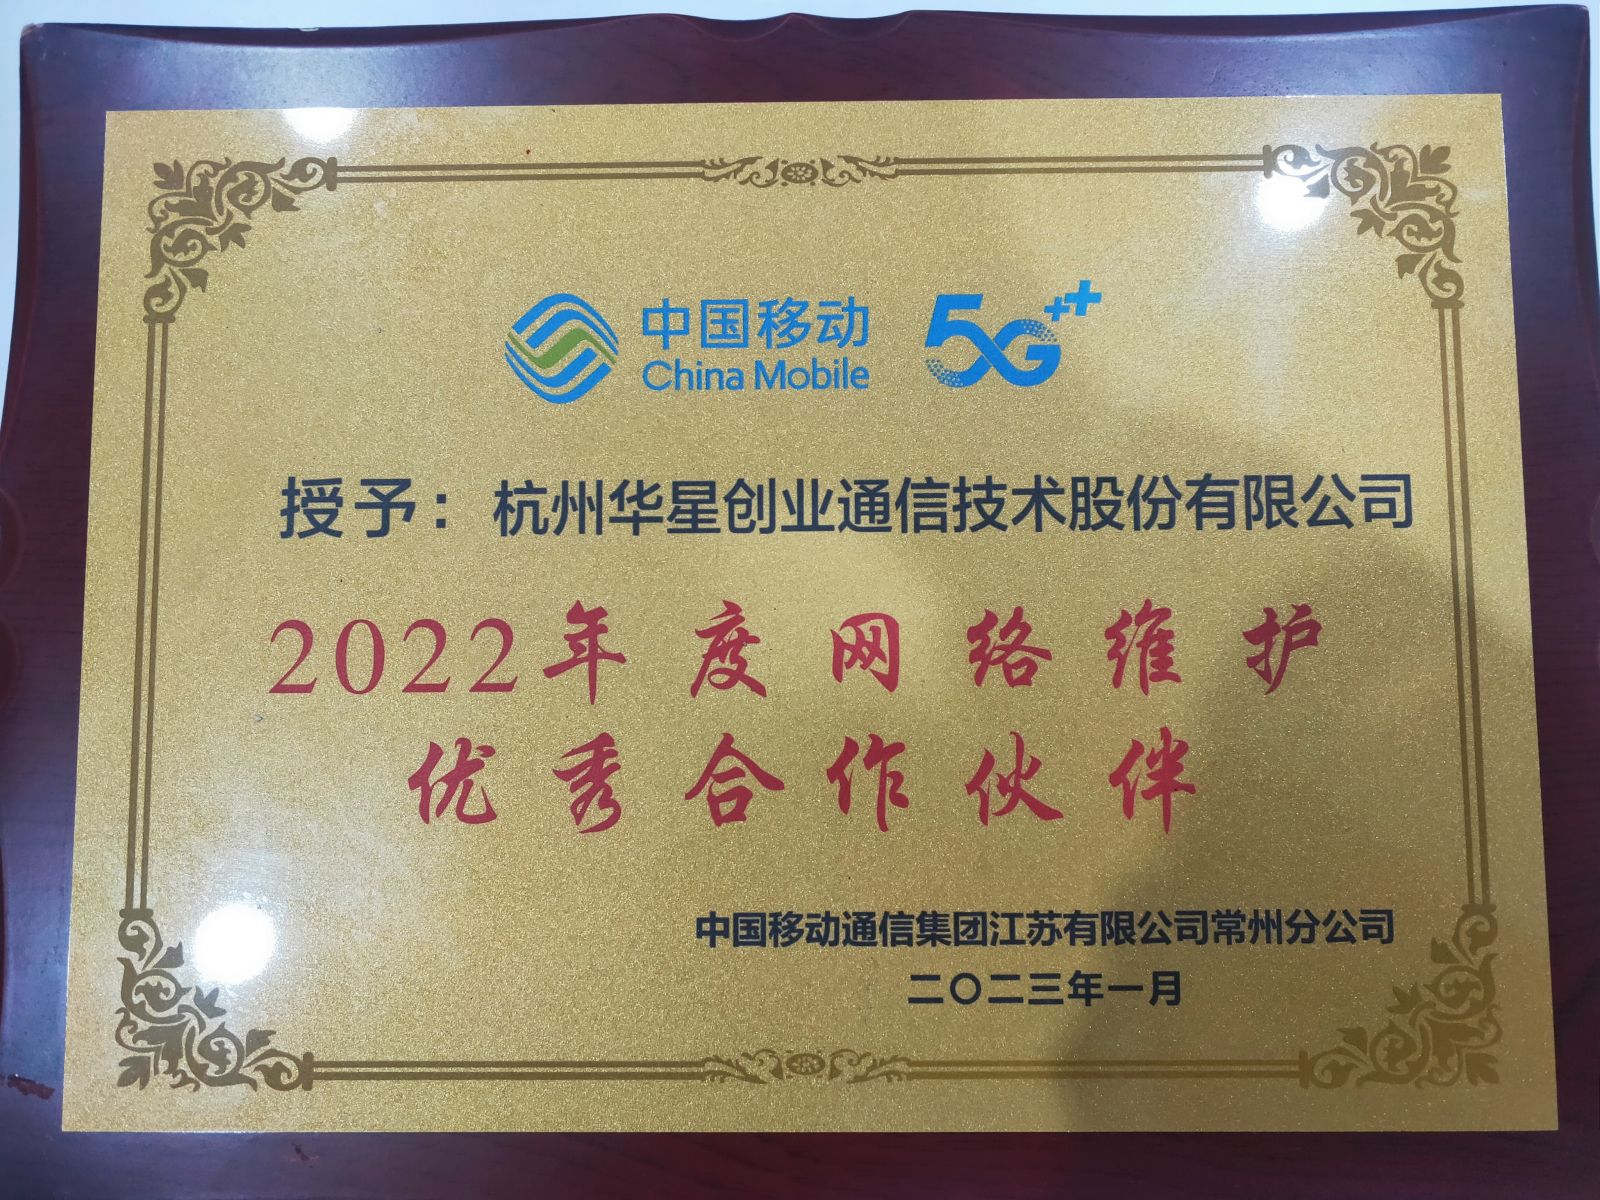 中国移动 5G++
China Mobile
授予：杭州华星创业通信技术股份有限公司
2022年度网络维护
优秀合作伙伴
中国移动通信集团江苏有限公司常州分公司
二〇二三年一月